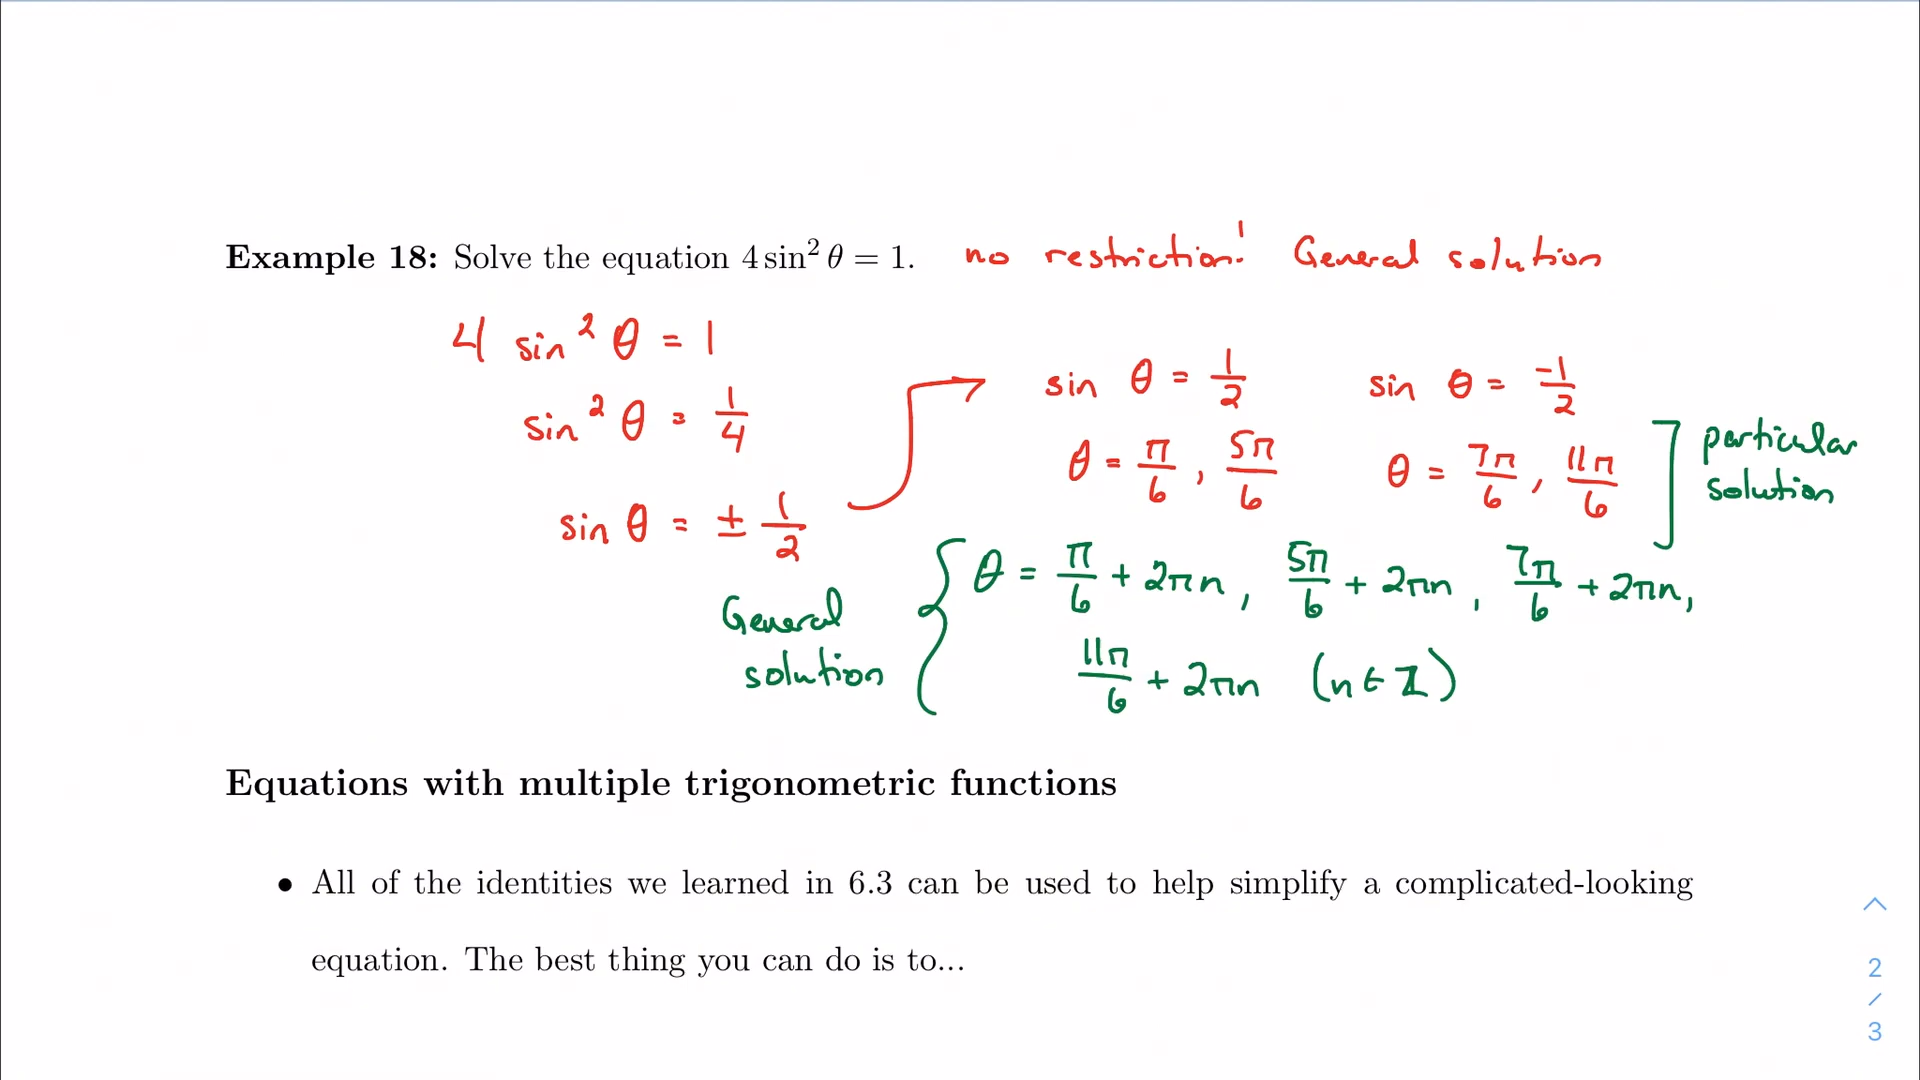 Example 18: Solve the equation 4 sin² θ = 1. no restriction! General solution
4 sin² θ = 1
sin² θ = 1/4
sin θ = ± 1/2
sin θ = 1/2 sin θ = -1/2
θ = π/6 , 5π/6 θ = 7π/6 , 11π/6
particular
solution
General
solution
θ = π/6 + 2πn , 5π/6 + 2πn , 7π/6 + 2πn,
11π/6 + 2πn (n ∈ ℤ)
Equations with multiple trigonometric functions
• All of the identities we learned in 6.3 can be used to help simplify a complicated-looking
equation. The best thing you can do is to...
2
/
3